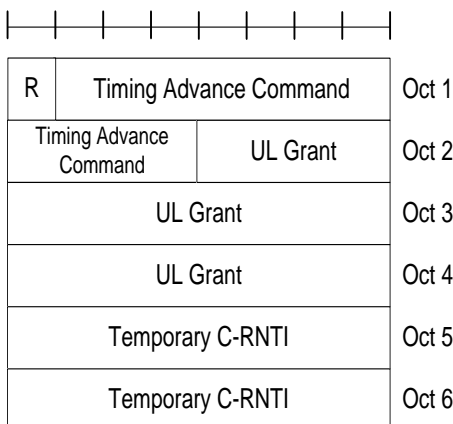 R Timing Advance Command Oct 1
Timing Advance
Command
UL Grant Oct 2
UL Grant Oct 3
UL Grant Oct 4
Temporary C-RNTI Oct 5
Temporary C-RNTI Oct 6